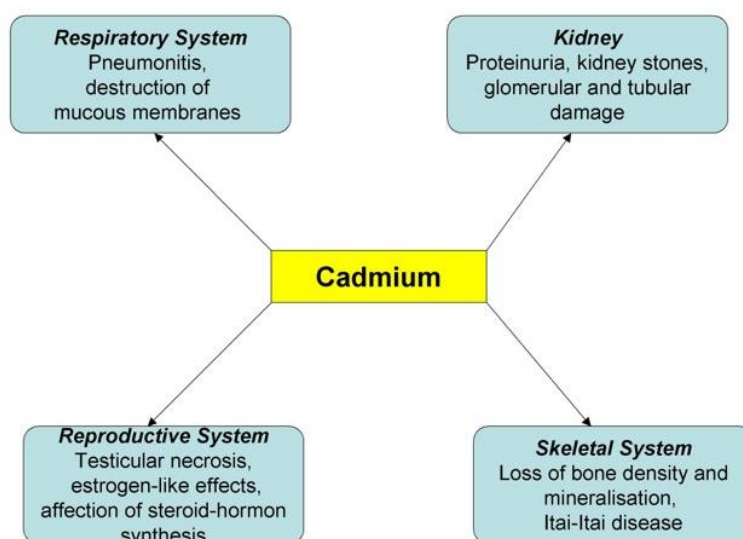 Respiratory System
Pneumonitis,
destruction of
mucous membranes
Kidney
Proteinuria, kidney stones,
glomerular and tubular
damage
Cadmium
Reproductive System
Testicular necrosis,
estrogen-like effects,
affection of steroid-hormon
synthesis
Skeletal System
Loss of bone density and
mineralisation,
Itai-Itai disease